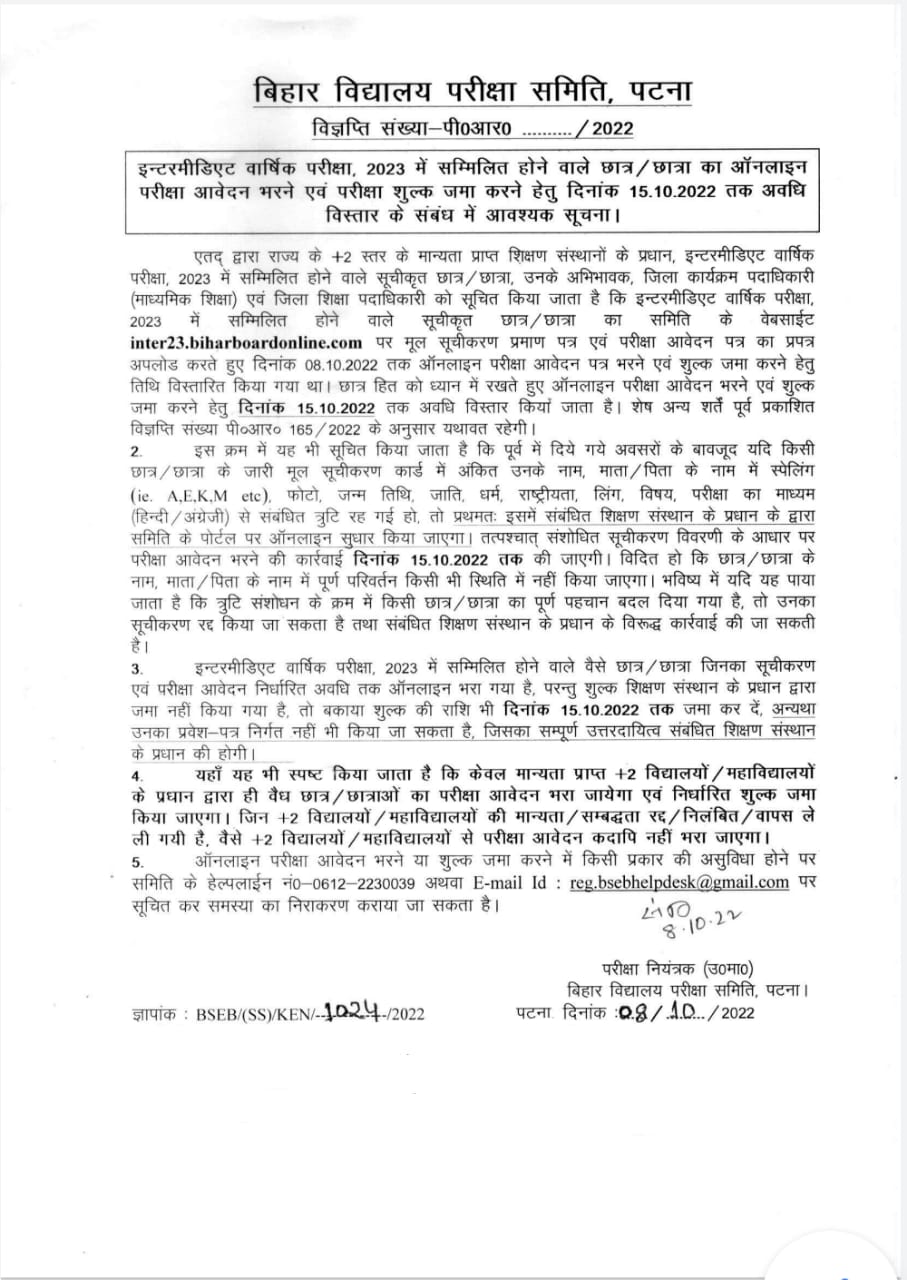 बिहार विद्यालय परीक्षा समिति, पटना
विज्ञप्ति संख्या–पी0आर0 ........../2022
इन्टरमीडिएट वार्षिक परीक्षा, 2023 में सम्मिलित होने वाले छात्र/छात्रा का ऑनलाइन
परीक्षा आवेदन भरने एवं परीक्षा शुल्क जमा करने हेतु दिनांक 15.10.2022 तक अवधि
विस्तार के संबंध में आवश्यक सूचना।
एतद् द्वारा राज्य के +2 स्तर के मान्यता प्राप्त शिक्षण संस्थानों के प्रधान, इन्टरमीडिएट वार्षिक
परीक्षा, 2023 में सम्मिलित होने वाले सूचीकृत छात्र/छात्रा, उनके अभिभावक, जिला कार्यक्रम पदाधिकारी
(माध्यमिक शिक्षा) एवं जिला शिक्षा पदाधिकारी को सूचित किया जाता है कि इन्टरमीडिएट वार्षिक परीक्षा,
2023 में सम्मिलित होने वाले सूचीकृत छात्र/छात्रा का समिति के वेबसाईट
inter23.biharboardonline.com पर मूल सूचीकरण प्रमाण पत्र एवं परीक्षा आवेदन पत्र का प्रपत्र
अपलोड करते हुए दिनांक 08.10.2022 तक ऑनलाइन परीक्षा आवेदन पत्र भरने एवं शुल्क जमा करने हेतु
तिथि विस्तारित किया गया था। छात्र हित को ध्यान में रखते हुए ऑनलाइन परीक्षा आवेदन भरने एवं शुल्क
जमा करने हेतु दिनांक 15.10.2022 तक अवधि विस्तार किया जाता है। शेष अन्य शर्तें पूर्व प्रकाशित
विज्ञप्ति संख्या पी०आर० 165/2022 के अनुसार यथावत रहेगी।
2. इस क्रम में यह भी सूचित किया जाता है कि पूर्व में दिये गये अवसरों के बावजूद यदि किसी
छात्र/छात्रा के जारी मूल सूचीकरण कार्ड में अंकित उनके नाम, माता/पिता के नाम में स्पेलिंग
(ie. A,E,K,M etc), फोटो, जन्म तिथि, जाति, धर्म, राष्ट्रीयता, लिंग, विषय, परीक्षा का माध्यम
(हिन्दी/अंग्रेजी) से संबंधित त्रुटि रह गई हो, तो प्रथमतः इसमें संबंधित शिक्षण संस्थान के प्रधान के द्वारा
समिति के पोर्टल पर ऑनलाइन सुधार किया जाएगा। तत्पश्चात् संशोधित सूचीकरण विवरणी के आधार पर
परीक्षा आवेदन भरने की कार्रवाई दिनांक 15.10.2022 तक की जाएगी। विदित हो कि छात्र/छात्रा के
नाम, माता/पिता के नाम में पूर्ण परिवर्तन किसी भी स्थिति में नहीं किया जाएगा। भविष्य में यदि यह पाया
जाता है कि त्रुटि संशोधन के क्रम में किसी छात्र/छात्रा का पूर्ण पहचान बदल दिया गया है, तो उनका
सूचीकरण रद्द किया जा सकता है तथा संबंधित शिक्षण संस्थान के प्रधान के विरूद्ध कार्रवाई की जा सकती
है।
3. इन्टरमीडिएट वार्षिक परीक्षा, 2023 में सम्मिलित होने वाले वैसे छात्र/छात्रा जिनका सूचीकरण
एवं परीक्षा आवेदन निर्धारित अवधि तक ऑनलाइन भरा गया है, परन्तु शुल्क शिक्षण संस्थान के प्रधान द्वारा
जमा नहीं किया गया है, तो बकाया शुल्क की राशि भी दिनांक 15.10.2022 तक जमा कर दें, अन्यथा
उनका प्रवेश–पत्र निर्गत नहीं भी किया जा सकता है, जिसका सम्पूर्ण उत्तरदायित्व संबंधित शिक्षण संस्थान
के प्रधान की होगी।
4. यहाँ यह भी स्पष्ट किया जाता है कि केवल मान्यता प्राप्त +2 विद्यालयों/महाविद्यालयों
के प्रधान द्वारा ही वैध छात्र/छात्राओं का परीक्षा आवेदन भरा जायेगा एवं निर्धारित शुल्क जमा
किया जाएगा। जिन +2 विद्यालयों/महाविद्यालयों की मान्यता/सम्बद्धता रद्द/निलंबित/वापस ले
ली गयी है, वैसे +2 विद्यालयों/महाविद्यालयों से परीक्षा आवेदन कदापि नहीं भरा जाएगा।
5. ऑनलाइन परीक्षा आवेदन भरने या शुल्क जमा करने में किसी प्रकार की असुविधा होने पर
समिति के हेल्पलाईन नं0–0612–2230039 अथवा E-mail Id : reg.bsebhelpdesk@gmail.com पर
सूचित कर समस्या का निराकरण कराया जा सकता है।
8.10.22
परीक्षा नियंत्रक (उ0मा0)
बिहार विद्यालय परीक्षा समिति, पटना।
ज्ञापांक : BSEB/(SS)/KEN/--1024-/2022 पटना दिनांक :08/.10../2022